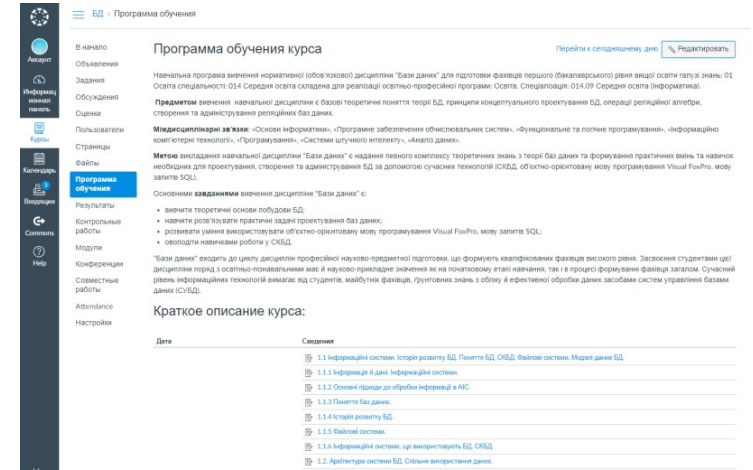 БД › Программа обучения
Аккаунт
Информац
ионная
панель
Курсы
Календарь
3
Входящие
Commons
Help
В начало
Объявления
Задания
Обсуждения
Оценки
Пользователи
Страницы
Файлы
Программа
обучения
Результаты
Контрольные
работы
Модули
Конференции
Совместные
работы
Attendance
Настройки
Программа обучения курса
Перейти к сегодняшнему дню
Редактировать
Навчальна програма вивчення нормативної (обов'язкової) дисципліни "Бази даних" для підготовки фахівців першого (бакалаврського) рівня вищої освіти галузі знань: 01
Освіта спеціальності: 014 Середня освіта складена для реалізації освітньо-професійної програми: Освіта. Спеціалізація: 014.09 Середня освіта (Інформатика).
Предметом вивчення навчальної дисципліни є базові теоретичні поняття теорії БД, принципи концептуального проектування БД, операції реляційної алгебри,
створення та адміністрування реляційних баз даних.
Міждисциплінарні зв'язки: «Основи інформатики», «Програмне забезпечення обчислювальних систем», «Функціональне та логічне програмування», «Інформаційно
комп'ютерні технології», «Програмування», «Системи штучного інтелекту», «Аналіз даних».
Метою викладання навчальної дисципліни "Бази даних" є надання певного комплексу теоретичних знань з теорії баз даних та формування практичних вмінь та навичок
необхідних для проектування, створення та адміністрування БД за допомогою сучасних технологій (СКБД, об'єктно-орієнтовану мову програмування Visual FoxPro, мову
запитів SQL).
Основними завданнями вивчення дисципліни "Бази даних" є:
• вивчити теоретичні основи побудови БД;
• навчити розв'язувати практичні задачі проектування баз даних;
• розвивати уміння використовувати об'єктно-орієнтовану мову програмування Visual FoxPro, мову запитів SQL;
• оволодіти навичками роботи у СКБД.
"Бази даних" входить до циклу дисциплін професійної науково-предметної підготовки, що формують кваліфікованих фахівців високого рівня. Засвоєння студентами цієї
дисципліни поряд з освітньо-пізнавальними має й науково-прикладне значення як на початковому етапі навчання, так і в процесі формуванні фахівця загалом. Сучасний
рівень інформаційних технологій вимагає від студентів, майбутніх фахівців, ґрунтовних знань з обліку й ефективної обробки даних засобами систем управління базами
даних (СУБД).
Краткое описание курса:
Дата
Сведения
1.1 Інформаційні системи. Історія розвитку БД. Поняття БД, СКБД. Файлові системи. Моделі даних БД.
1.1.1 Інформація й дані. Інформаційні системи.
1.1.2 Основні підходи до обробки інформації в АІС
1.1.3 Поняття баз даних.
1.1.4 Історія розвитку БД.
1.1.5 Файлові системи.
1.1.6 Інформаційні системи, що використовують БД, СКБД.
1.2. Архітектура системи БД. Спільне використання даних.